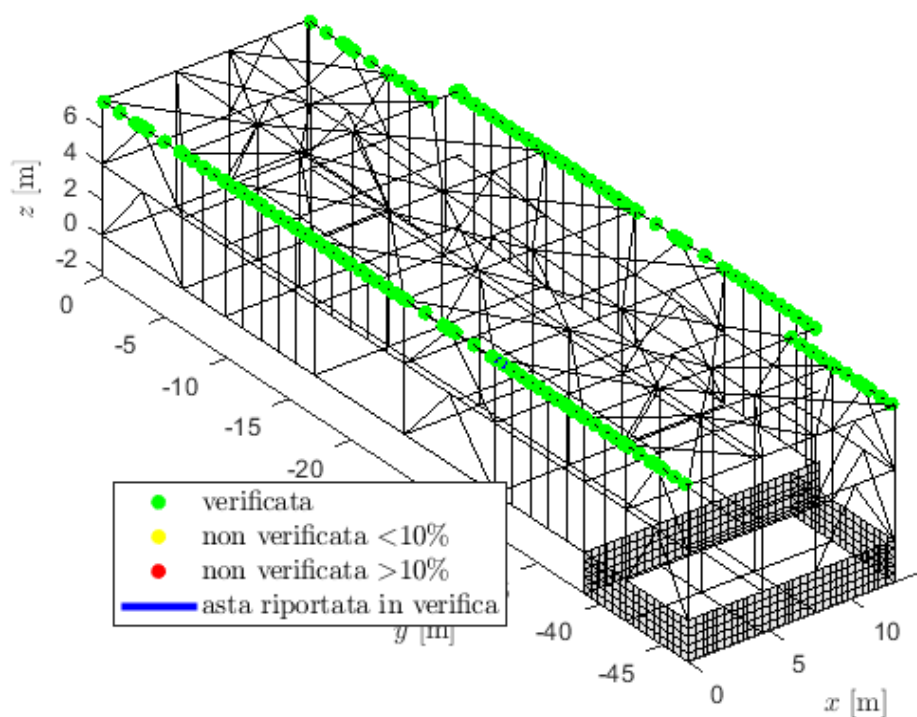 6
4
2
0
-2
z [m]
0
-5
-10
-15
-20
-40
-45
y [m]
0
5
10
x [m]
verificata
non verificata <10%
non verificata >10%
asta riportata in verifica